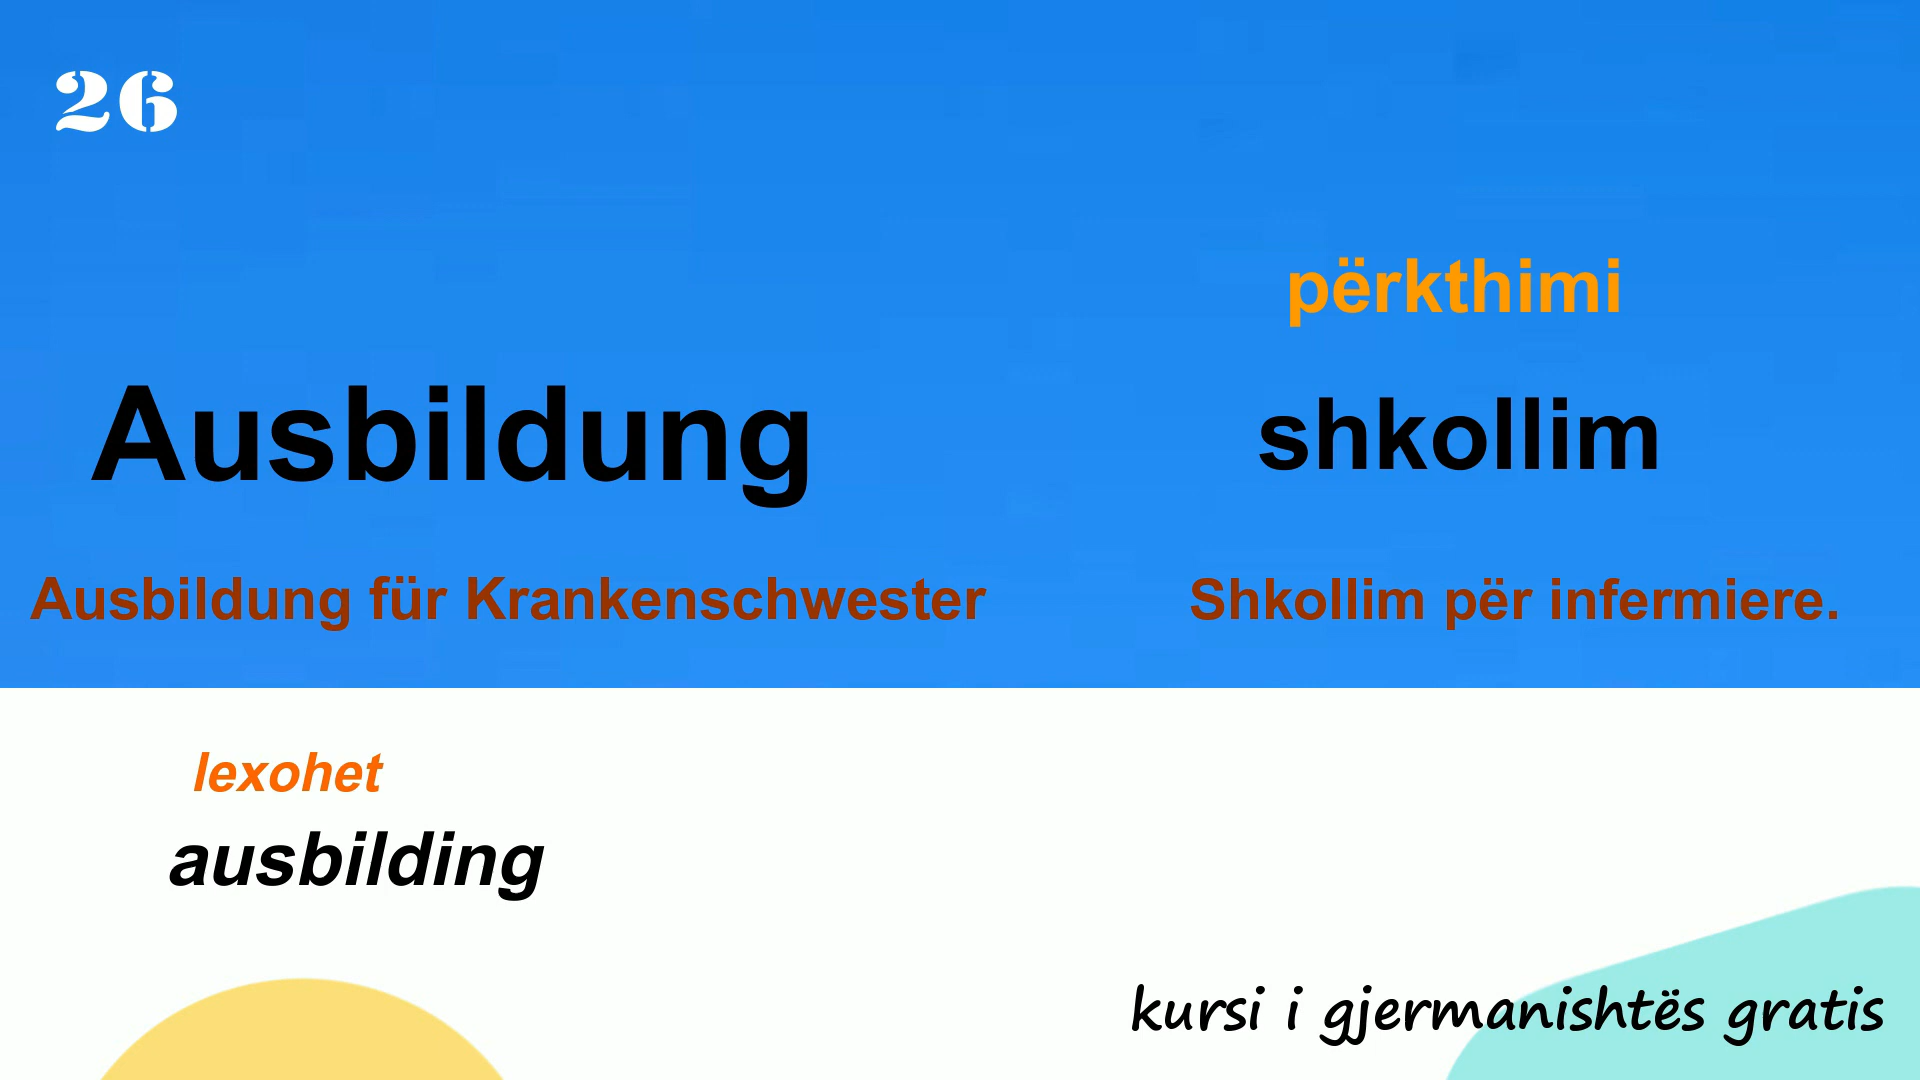 26
përkthimi
Ausbildung
shkollim
Ausbildung für Krankenschwester
Shkollim për infermiere.
lexohet
ausbilding
kursi i gjermanishtës gratis